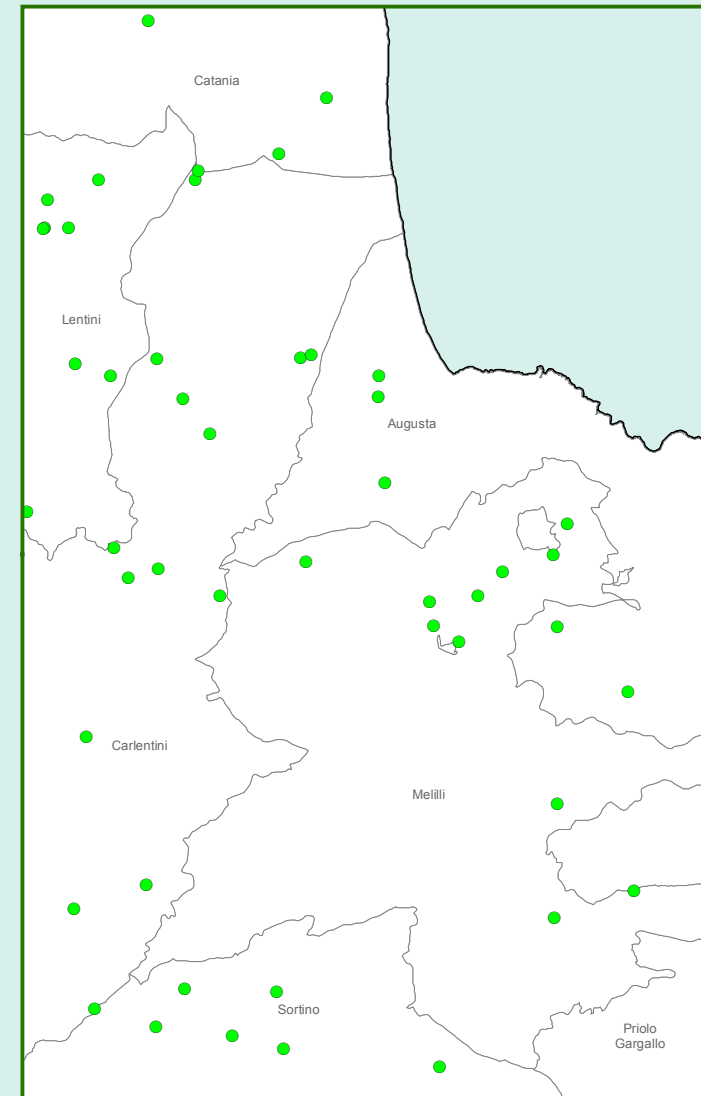 Catania
Lentini
Augusta
Carlentini
Melilli
Sortino
Priolo
Gargallo